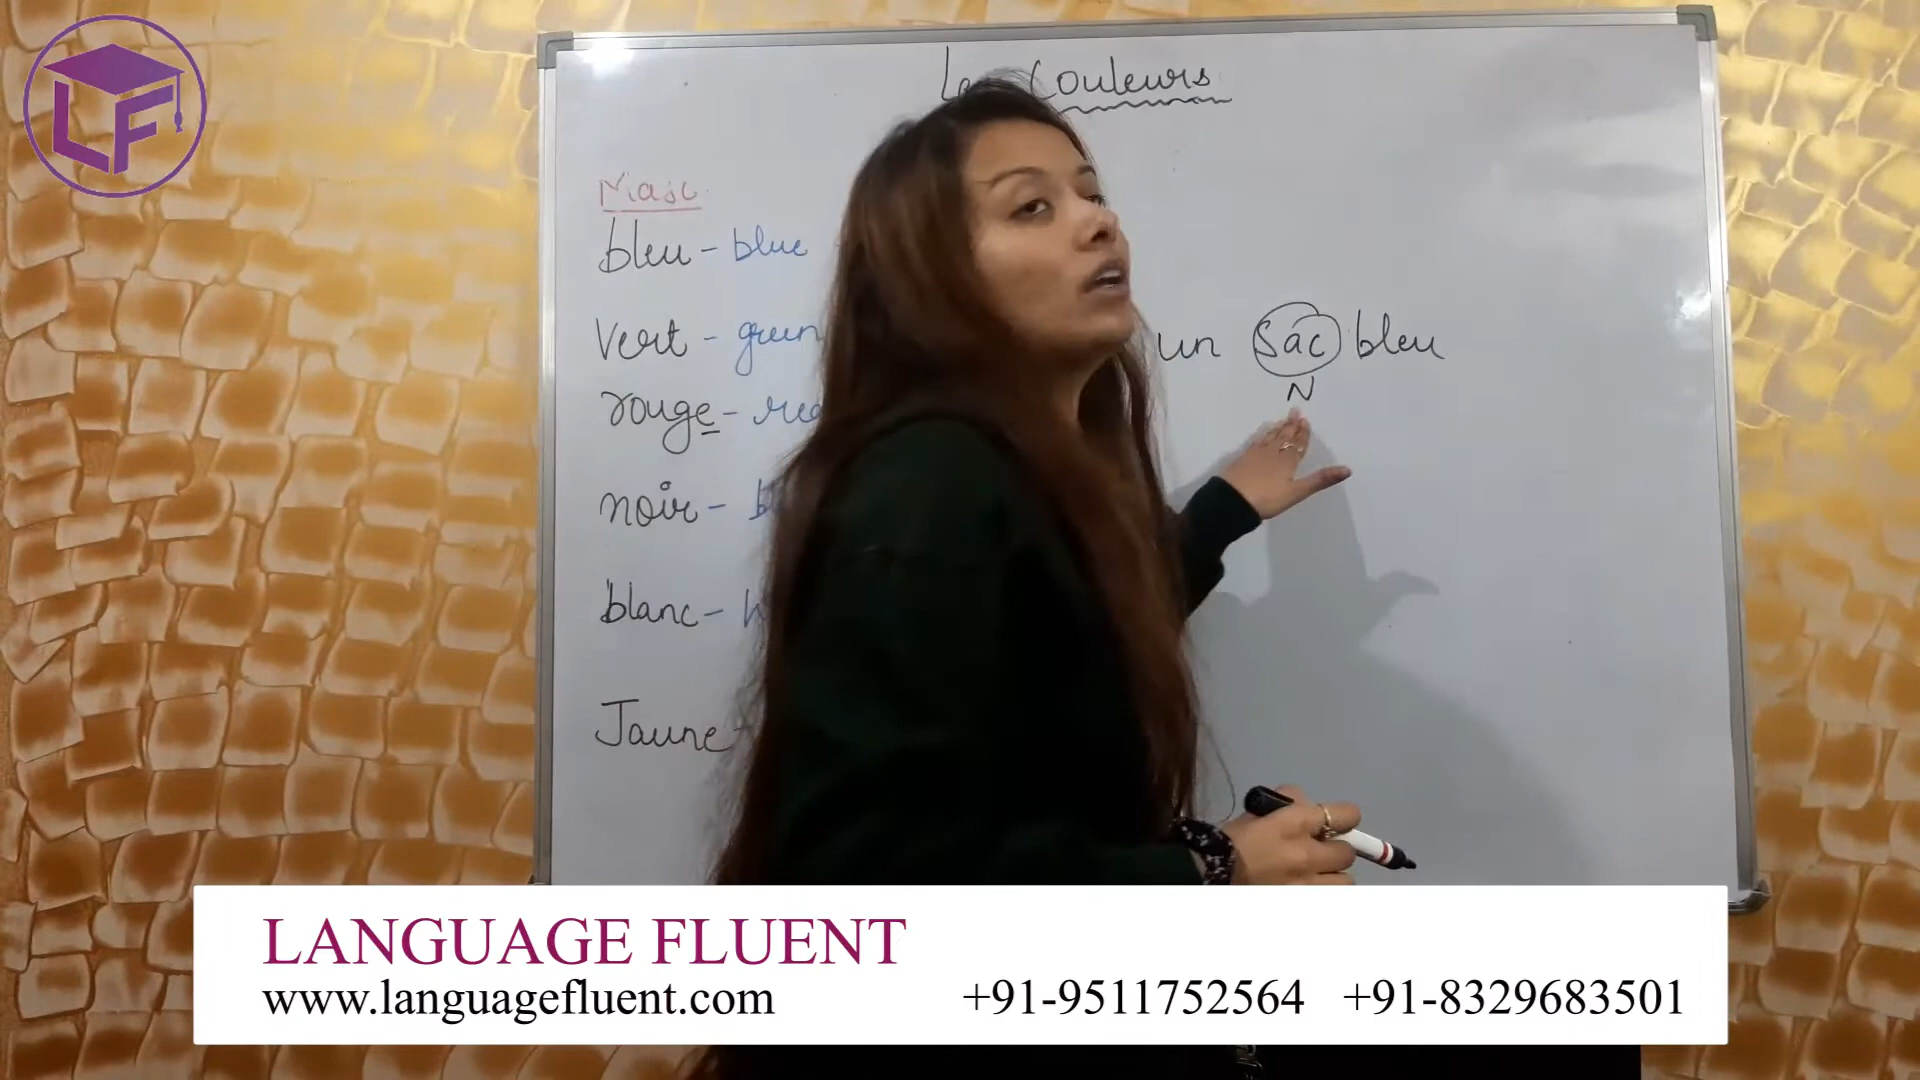 LF
Les Couleurs
Masc
bleu - blue
vert - green
un sac bleu
N
rouge -
noir -
blanc -
Jaune -
LANGUAGE FLUENT
www.languagefluent.com +91-9511752564 +91-8329683501